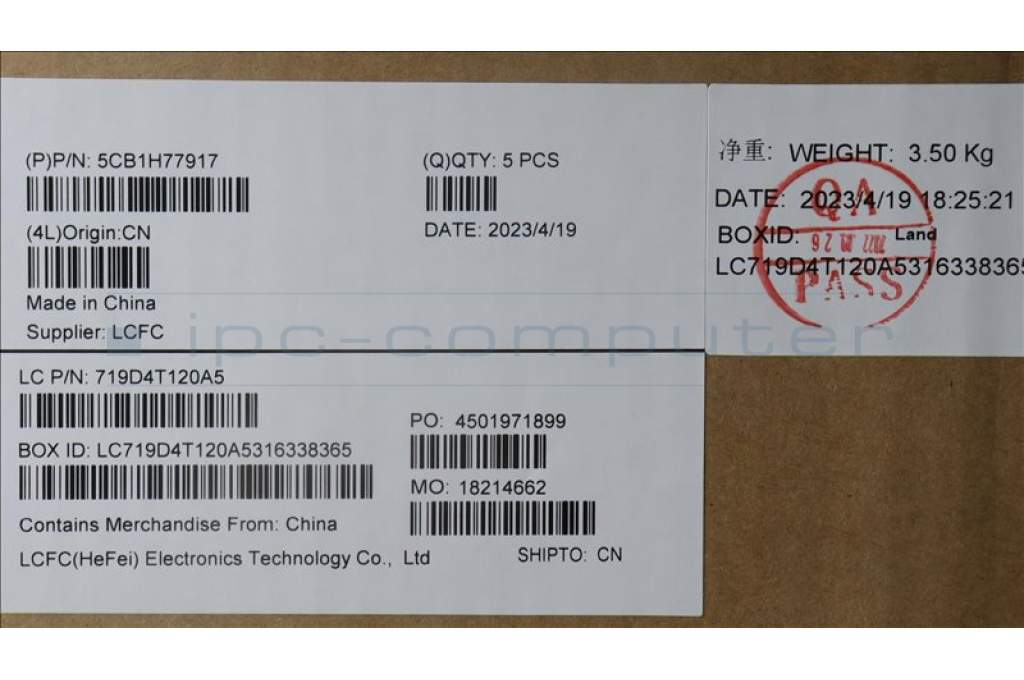 (P)P/N: 5CB1H77917
(Q)QTY: 5 PCS
(4L)Origin:CN
DATE: 2023/4/19
Made in China
Supplier: LCFC
净重: WEIGHT: 3.50 Kg
DATE: 2023/4/19 18:25:21
BOXID: Land
LC719D4T120A5316338365
QA
PASS
ipc-computer
LC P/N: 719D4T120A5
PO: 4501971899
BOX ID: LC719D4T120A5316338365
MO: 18214662
Contains Merchandise From: China
LCFC(HeFei) Electronics Technology Co., Ltd
SHIPTO: CN